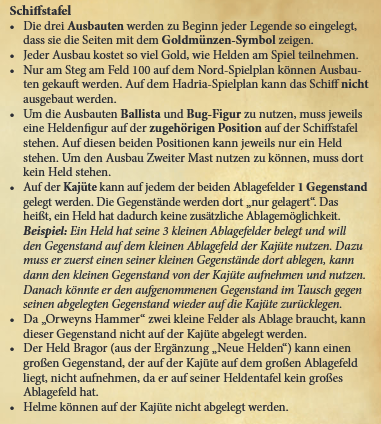 Schiffstafel
• Die drei Ausbauten werden zu Beginn jeder Legende so eingelegt,
dass sie die Seiten mit dem Goldmünzen-Symbol zeigen.
• Jeder Ausbau kostet so viel Gold, wie Helden am Spiel teilnehmen.
• Nur am Steg am Feld 100 auf dem Nord-Spielplan können Ausbau-
ten gekauft werden. Auf dem Hadria-Spielplan kann das Schiff nicht
ausgebaut werden.
• Um die Ausbauten Ballista und Bug-Figur zu nutzen, muss jeweils
eine Heldenfigur auf der zugehörigen Position auf der Schiffstafel
stehen. Auf diesen beiden Positionen kann jeweils nur ein Held
stehen. Um den Ausbau Zweiter Mast nutzen zu können, muss dort
kein Held stehen.
• Auf der Kajüte kann auf jedem der beiden Ablagefelder 1 Gegenstand
gelegt werden. Die Gegenstände werden dort „nur gelagert“. Das
heißt, ein Held hat dadurch keine zusätzliche Ablagemöglichkeit.
Beispiel: Ein Held hat seine 3 kleinen Ablagefelder belegt und will
den Gegenstand auf dem kleinen Ablagefeld der Kajüte nutzen. Dazu
muss er zuerst einen seiner kleinen Gegenstände dort ablegen, kann
dann den kleinen Gegenstand von der Kajüte aufnehmen und nutzen.
Danach könnte er den aufgenommenen Gegenstand im Tausch gegen
seinen abgelegten Gegenstand wieder auf die Kajüte zurücklegen.
• Da „Orweyns Hammer“ zwei kleine Felder als Ablage braucht, kann
dieser Gegenstand nicht auf der Kajüte abgelegt werden.
• Der Held Bragor (aus der Ergänzung „Neue Helden“) kann einen
großen Gegenstand, der auf der Kajüte auf dem großen Ablagefeld
liegt, nicht aufnehmen, da er auf seiner Heldentafel kein großes
Ablagefeld hat.
• Helme können auf der Kajüte nicht abgelegt werden.